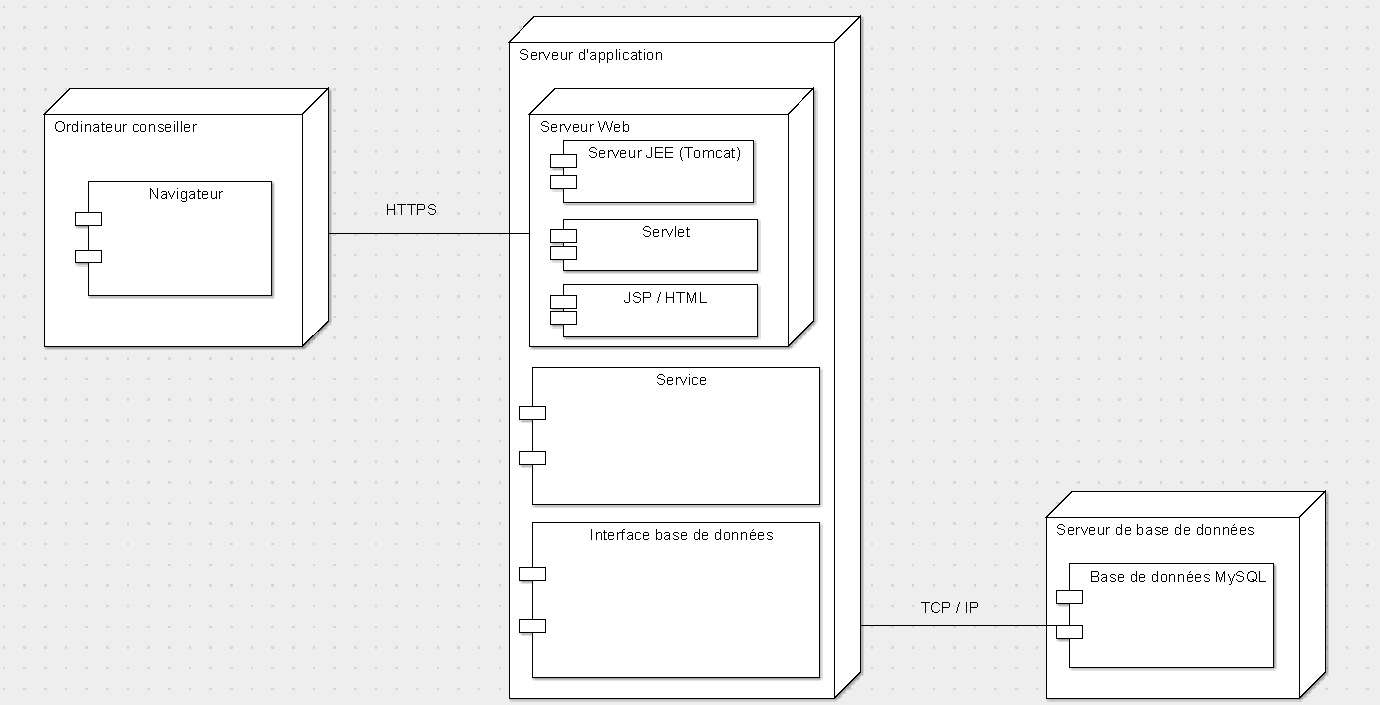 Ordinateur conseiller
Navigateur
HTTPS
Serveur d'application
Serveur Web
Serveur JEE (Tomcat)
Servlet
JSP / HTML
Service
Interface base de données
TCP / IP
Serveur de base de données
Base de données MySQL